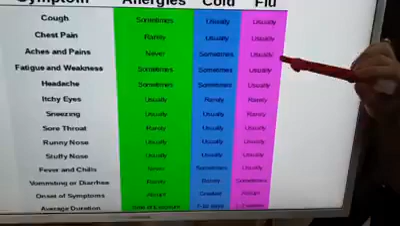 Symptom Allergies Cold Flu
Cough Sometimes Usually Usually
Chest Pain Rarely Usually Usually
Aches and Pains Never Sometimes Usually
Fatigue and Weakness Sometimes Sometimes Usually
Headache Sometimes Sometimes Usually
Itchy Eyes Usually Rarely Rarely
Sneezing Usually Usually Rarely
Sore Throat Rarely Usually Usually
Runny Nose Usually Usually Usually
Stuffy Nose Usually Usually Usually
Fever and Chills Sometimes Usually
Vommiting or Diarrhea Rarely Rarely Sometimes
Onset of Symptoms Abrupt Gradual Abrupt
Average Duration